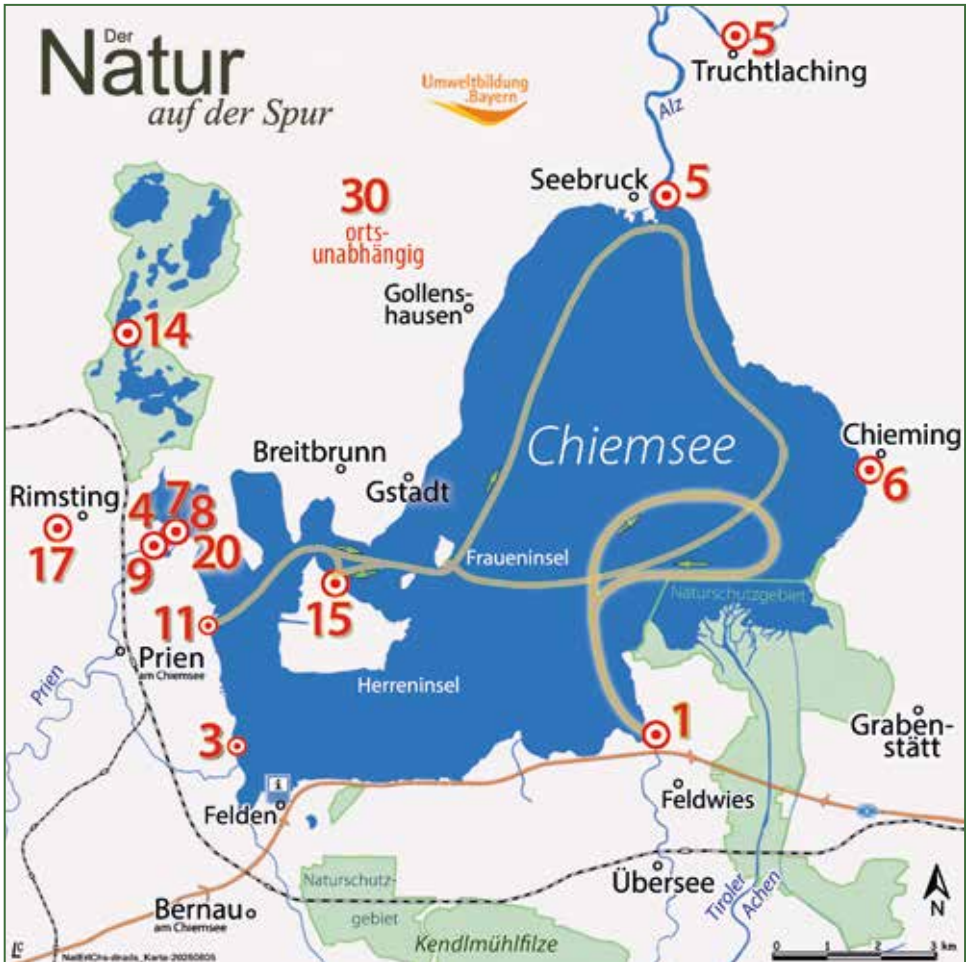 Der
Natur
auf der Spur
Umweltbildung
.Bayern
5
Truchtlaching
Alz
Seebruck
5
30
orts-
unabhängig
Gollens-
hausen
14
Chiemsee
Chieming
6
Breitbrunn
Gstadt
Rimsting
17
4
7
8
9
20
Fraueninsel
Naturschutzgebiet
15
11
Prien
am Chiemsee
Prien
Herreninsel
3
1
Graben-
stätt
i
Felden
Feldwies
Übersee
Tiroler
Achen
Naturschutz-
gebiet
Kendlmühlfilze
Bernau
am Chiemsee
N
0 1 2 3 km